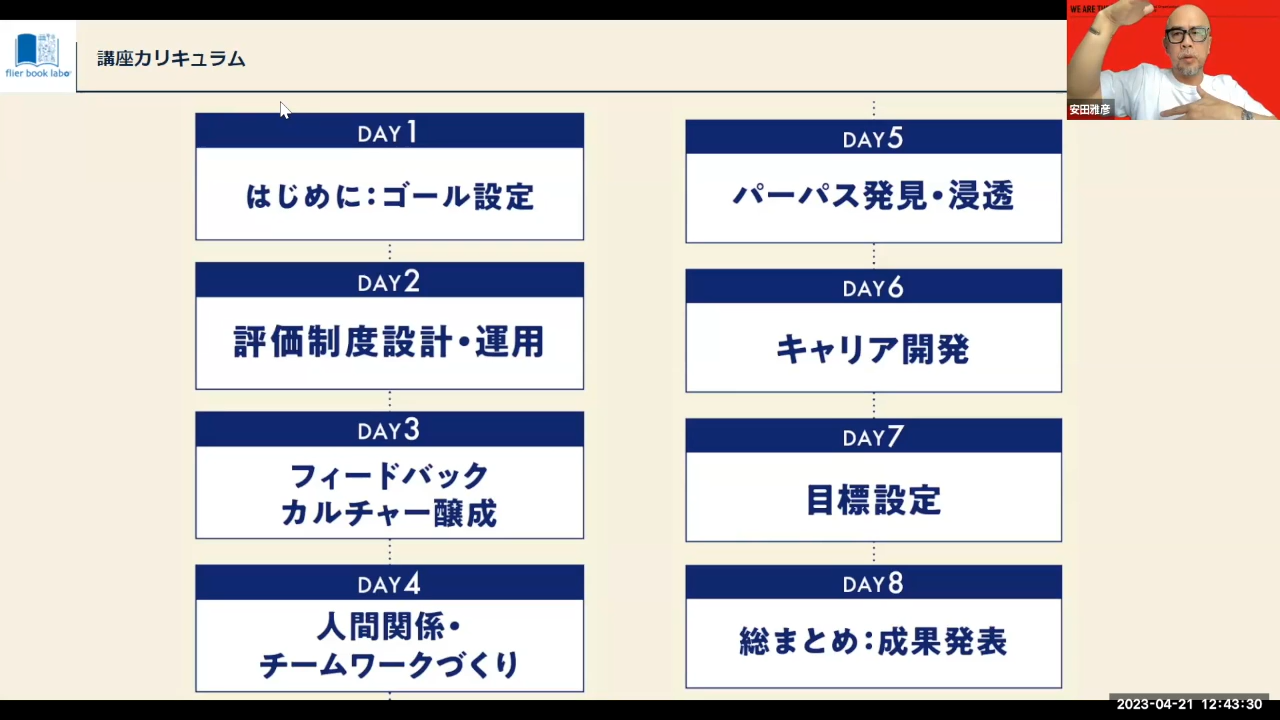 flier book labo
講座カリキュラム
WE ARE
安田雅彦
DAY1
はじめに:ゴール設定
DAY2
評価制度設計・運用
DAY3
フィードバック
カルチャー醸成
DAY4
人間関係・
チームワークづくり
DAY5
パーパス発見・浸透
DAY6
キャリア開発
DAY7
目標設定
DAY8
総まとめ:成果発表
2023-04-21 12:43:30